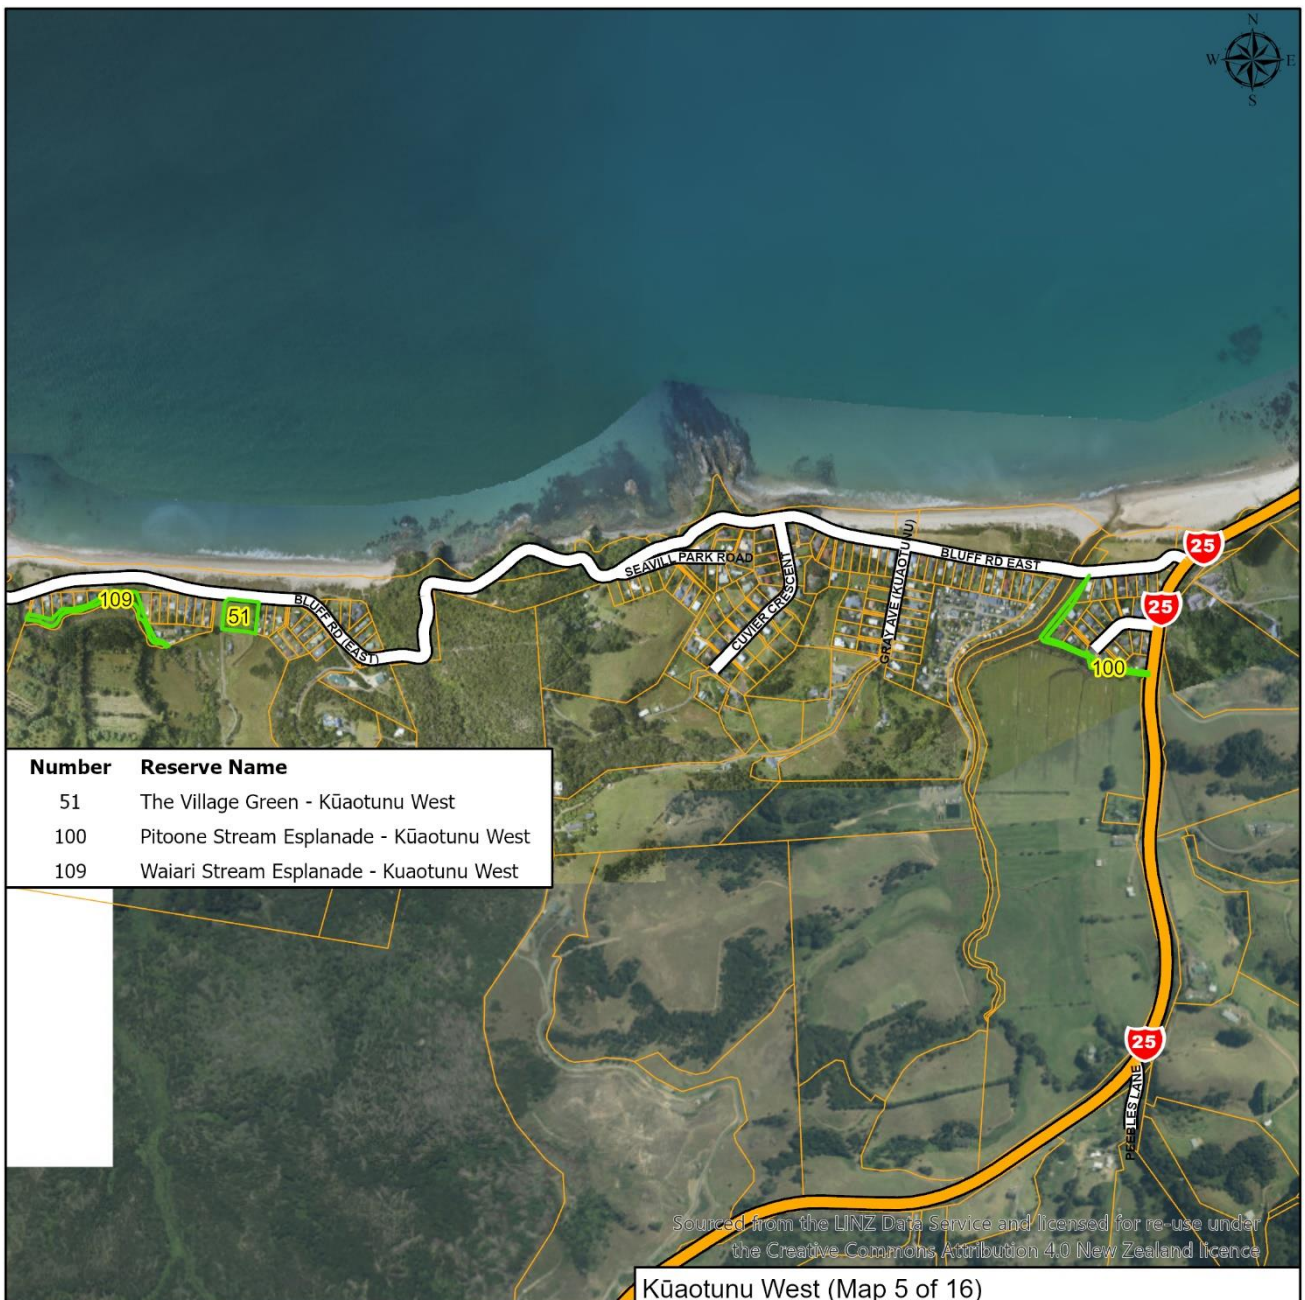 N
W E
S
25
BLUFF RD EAST
SEAVILL PARK ROAD
CUVIER CRESCENT
GRAY AVE (KUAOTUNU)
25
109
51
BLUFF RD (EAST)
100
Number Reserve Name
51 The Village Green - Kūaotunu West
100 Pitoone Stream Esplanade - Kūaotunu West
109 Waiari Stream Esplanade - Kuaotunu West
25
PEEBLES LANE
Sourced from the LINZ Data Service and licensed for re-use under
the Creative Commons Attribution 4.0 New Zealand licence
Kūaotunu West (Map 5 of 16)